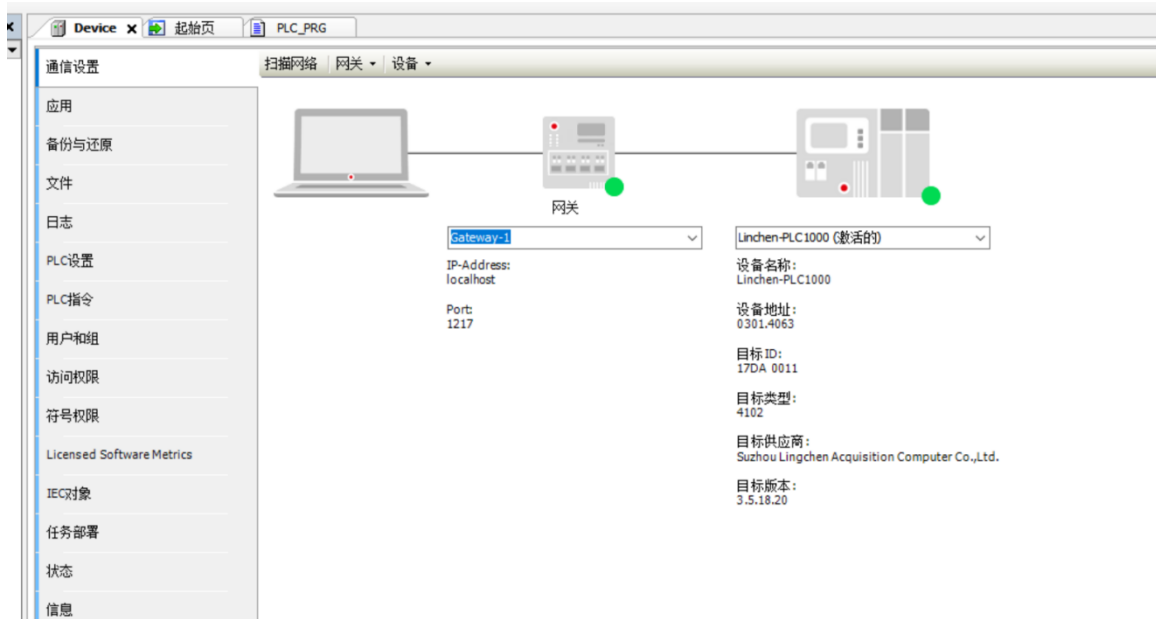 Device
起始页
PLC_PRG
通信设置
扫描网络
网关
设备
应用
备份与还原
文件
日志
PLC设置
PLC指令
用户和组
访问权限
符号权限
Licensed Software Metrics
IEC对象
任务部署
状态
信息
网关
Gateway-1
IP-Address:
localhost
Port:
1217
Linchen-PLC1000 (激活的)
设备名称:
Linchen-PLC1000
设备地址:
0301.4063
目标ID:
17DA 0011
目标类型:
4102
目标供应商:
Suzhou Lingchen Acquisition Computer Co.,Ltd.
目标版本:
3.5.18.20